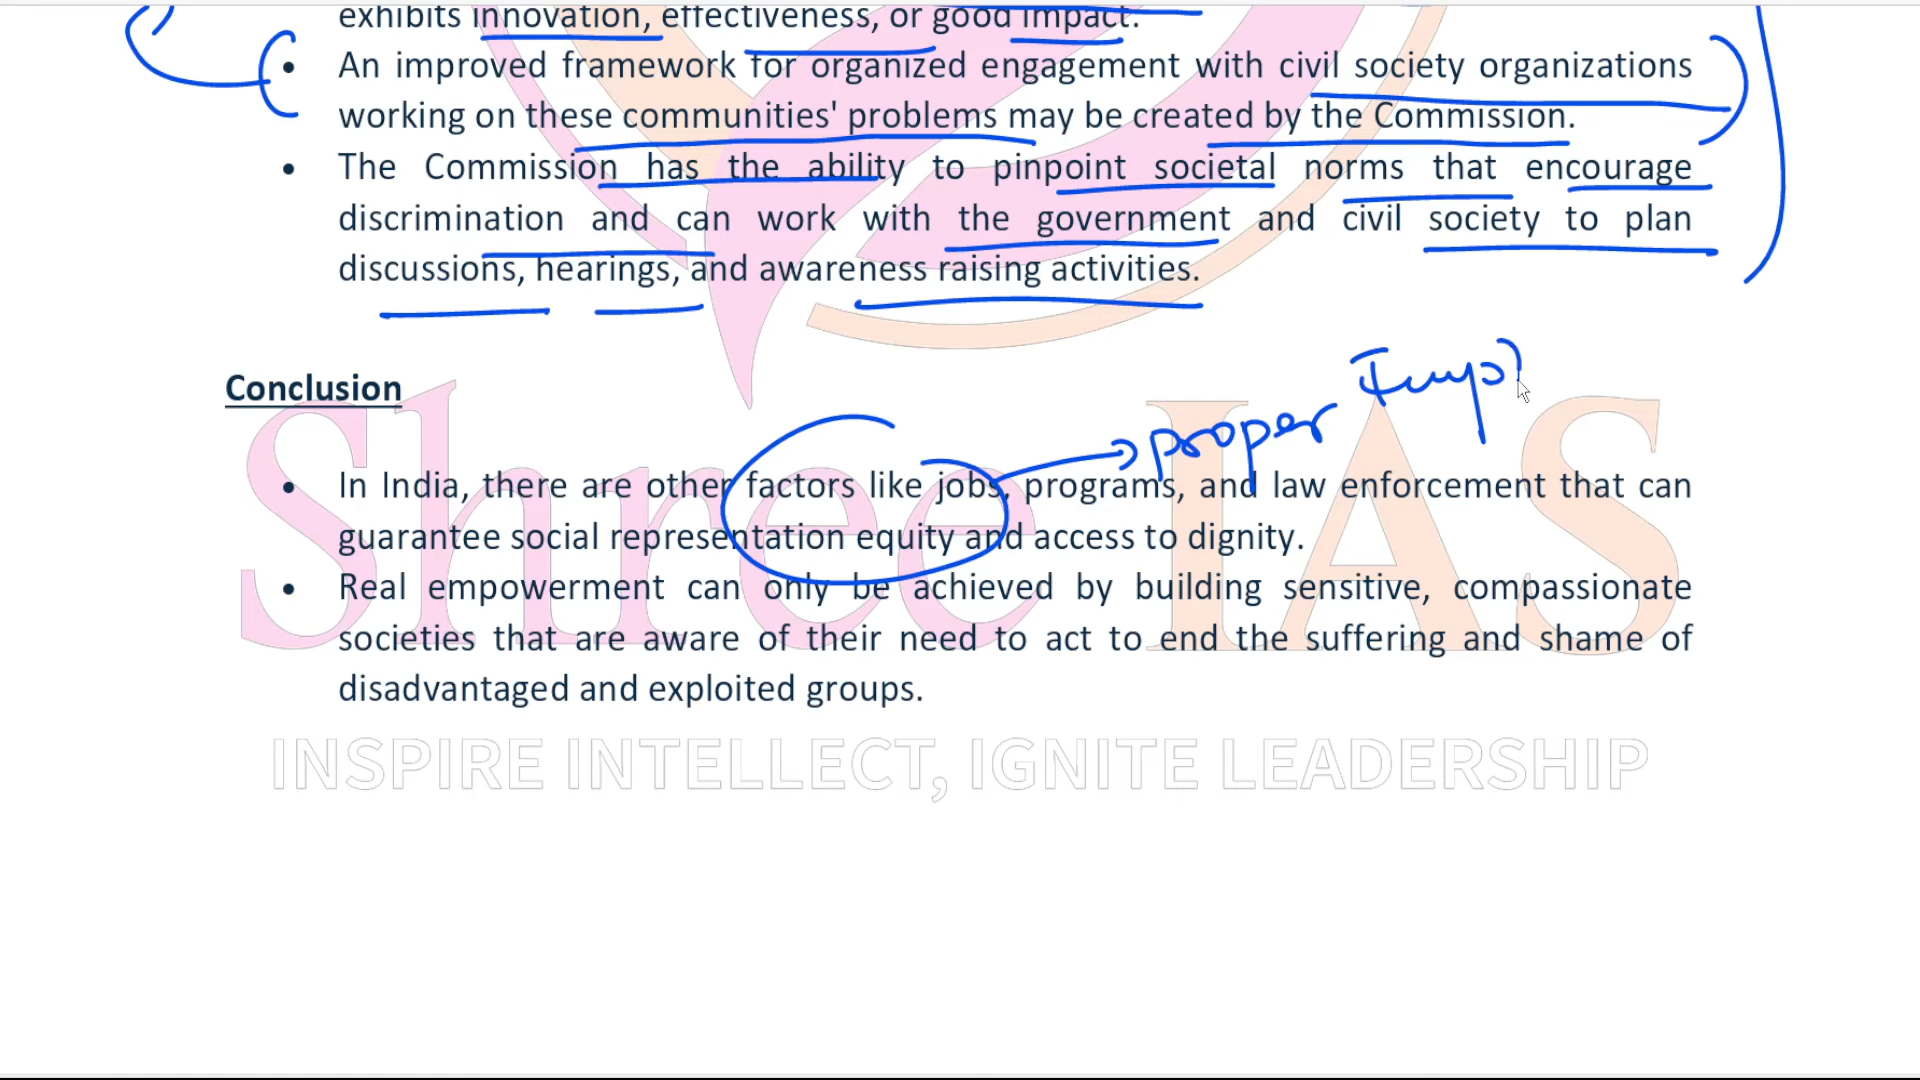 exhibits innovation, effectiveness, or good impact.
• An improved framework for organized engagement with civil society organizations
working on these communities' problems may be created by the Commission.
• The Commission has the ability to pinpoint societal norms that encourage
discrimination and can work with the government and civil society to plan
discussions, hearings, and awareness raising activities.
Conclusion
proper
• In India, there are other factors like jobs, programs, and law enforcement that can
guarantee social representation equity and access to dignity.
• Real empowerment can only be achieved by building sensitive, compassionate
societies that are aware of their need to act to end the suffering and shame of
disadvantaged and exploited groups.
Shree IAS
INSPIRE INTELLECT, IGNITE LEADERSHIP